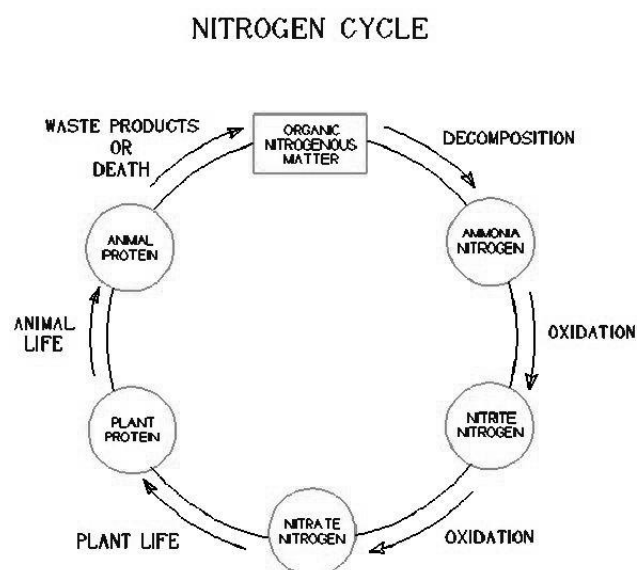 NITROGEN CYCLE
WASTE PRODUCTS
OR
DEATH
ORGANIC
NITROGENOUS
MATTER
DECOMPOSITION
AMMONIA
NITROGEN
OXIDATION
NITRITE
NITROGEN
OXIDATION
NITRATE
NITROGEN
PLANT LIFE
PLANT
PROTEIN
ANIMAL
LIFE
ANIMAL
PROTEIN